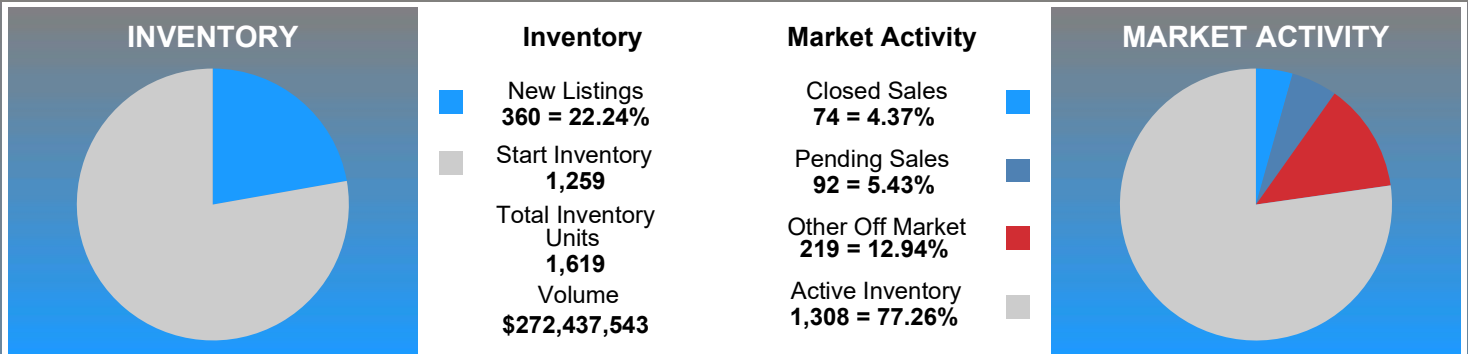 INVENTORY
Inventory
New Listings
360 = 22.24%
Start Inventory
1,259
Total Inventory
Units
1,619
Volume
$272,437,543
Market Activity
Closed Sales
74 = 4.37%
Pending Sales
92 = 5.43%
Other Off Market
219 = 12.94%
Active Inventory
1,308 = 77.26%
MARKET ACTIVITY